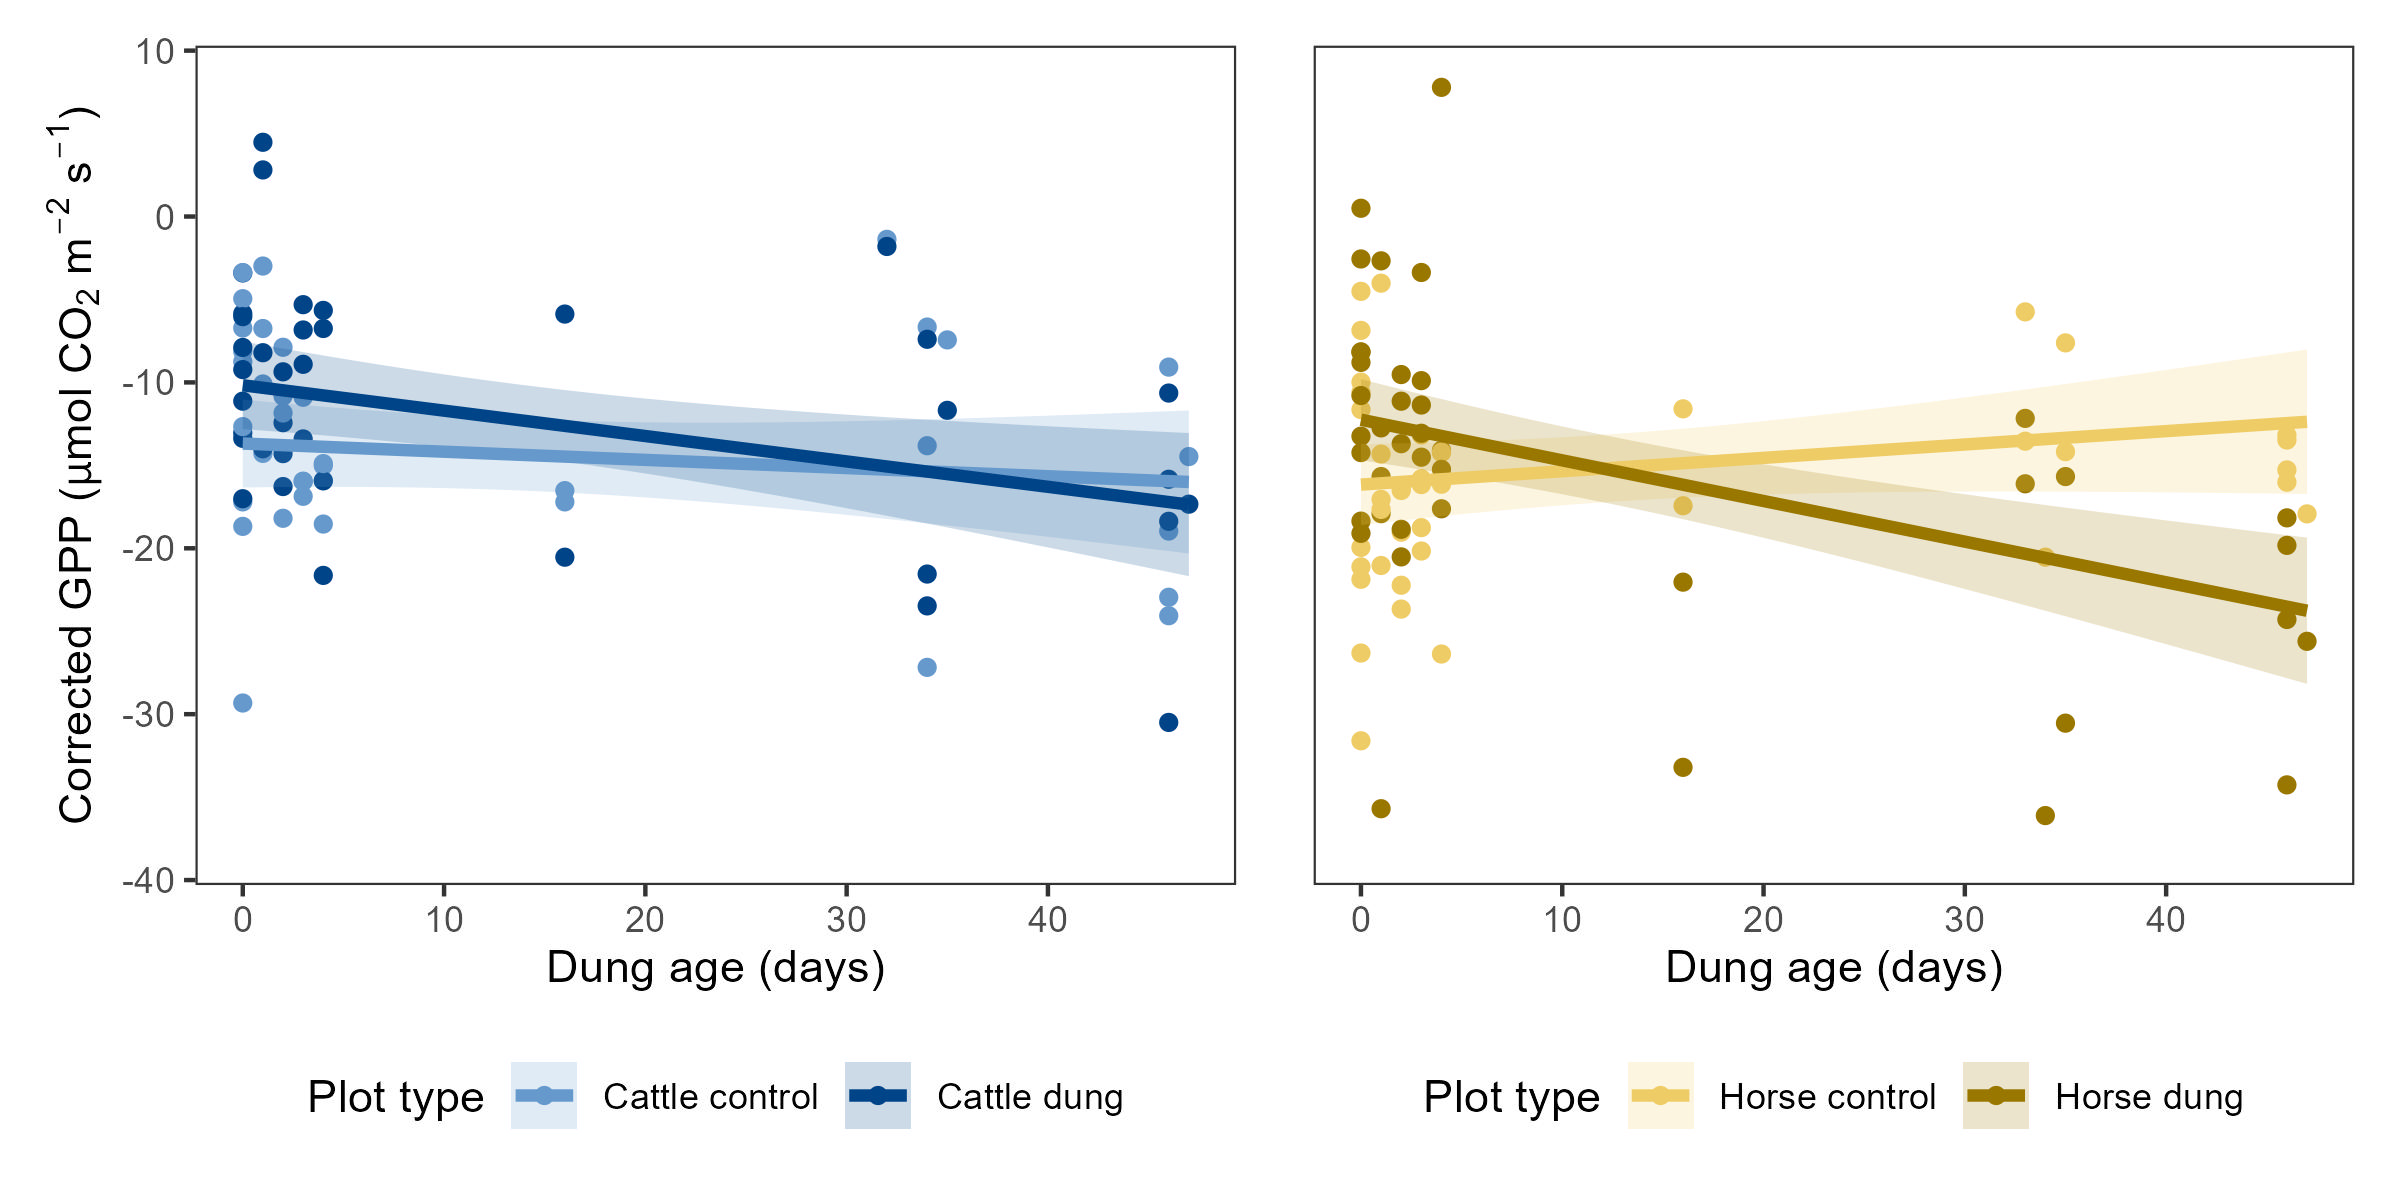 Corrected GPP (µmol CO₂ m⁻² s⁻¹)
10
0
-10
-20
-30
-40
0 10 20 30 40
Dung age (days)
0 10 20 30 40
Dung age (days)
Plot type Cattle control Cattle dung
Plot type Horse control Horse dung